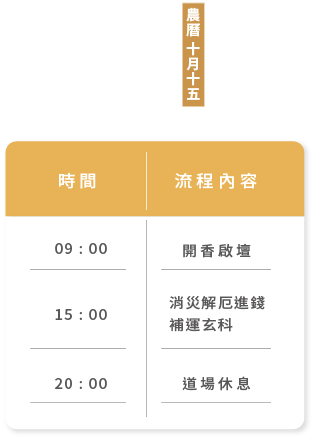 農曆十月十五
時間 流程內容
09：00 開香啟壇
15：00 消災解厄進錢
補運玄科
20：00 道場休息